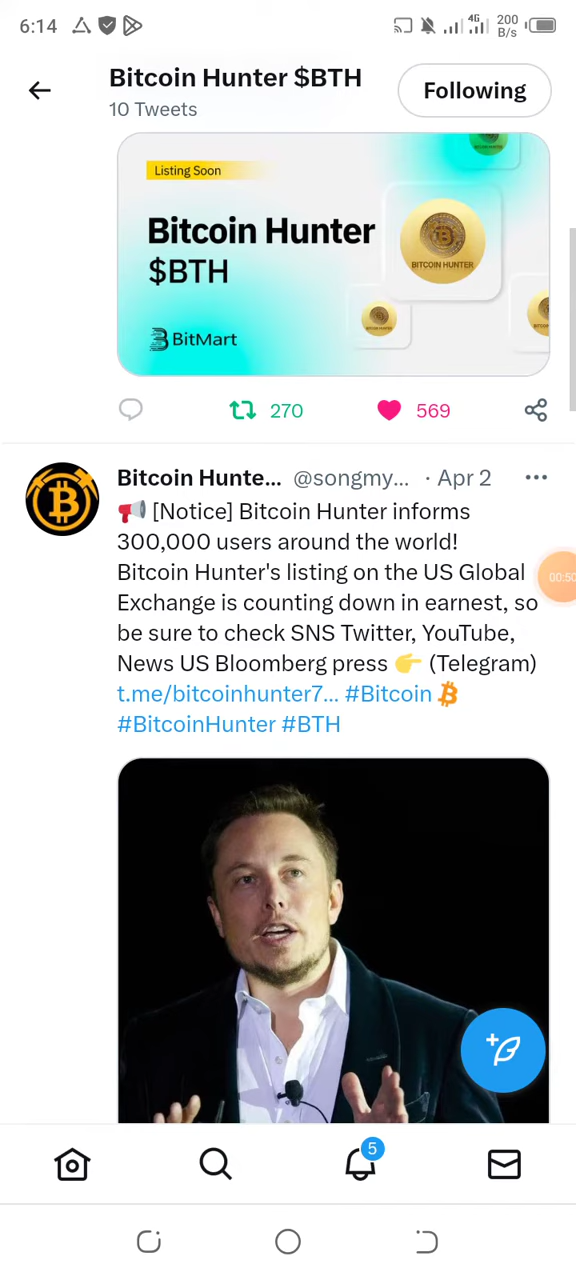 6:14
4G
200
B/s
Bitcoin Hunter $BTH
10 Tweets
Following
Listing Soon
Bitcoin Hunter
$BTH
BITCOIN HUNTER
BitMart
270
569
Bitcoin Hunte... @songmy... · Apr 2
📢 [Notice] Bitcoin Hunter informs
300,000 users around the world!
Bitcoin Hunter's listing on the US Global
Exchange is counting down in earnest, so
be sure to check SNS Twitter, YouTube,
News US Bloomberg press 👉 (Telegram)
t.me/bitcoinhunter7... #Bitcoin
#BitcoinHunter #BTH
00:50
5